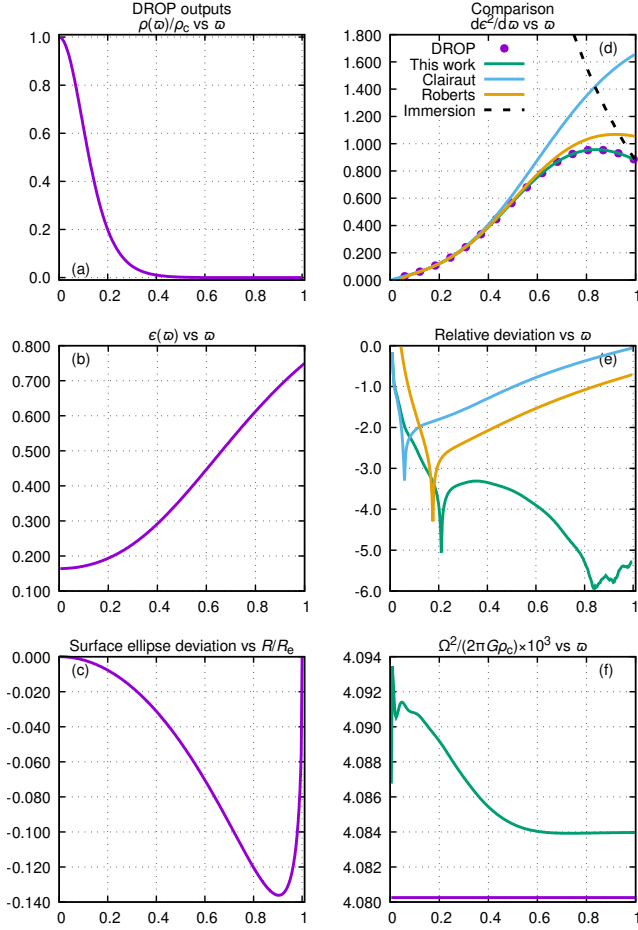 DROP outputs
ρ(ϖ)/ρc vs ϖ
1.0
0.8
0.6
0.4
0.2
0.0
(a)
0 0.2 0.4 0.6 0.8 1
Comparison
dϵ²/dϖ vs ϖ
1.800
1.600
1.400
1.200
1.000
0.800
0.600
0.400
0.200
0.000
(d)
DROP
This work
Clairaut
Roberts
Immersion
0 0.2 0.4 0.6 0.8 1
ϵ(ϖ) vs ϖ
0.800
0.700
0.600
0.500
0.400
0.300
0.200
0.100
(b)
0 0.2 0.4 0.6 0.8 1
Relative deviation vs ϖ
0.0
-1.0
-2.0
-3.0
-4.0
-5.0
-6.0
(e)
0 0.2 0.4 0.6 0.8 1
Surface ellipse deviation vs R/Re
0.000
-0.020
-0.040
-0.060
-0.080
-0.100
-0.120
-0.140
(c)
0 0.2 0.4 0.6 0.8 1
Ω²/(2πGρc)×10³ vs ϖ
4.094
4.092
4.090
4.088
4.086
4.084
4.082
4.080
(f)
0 0.2 0.4 0.6 0.8 1